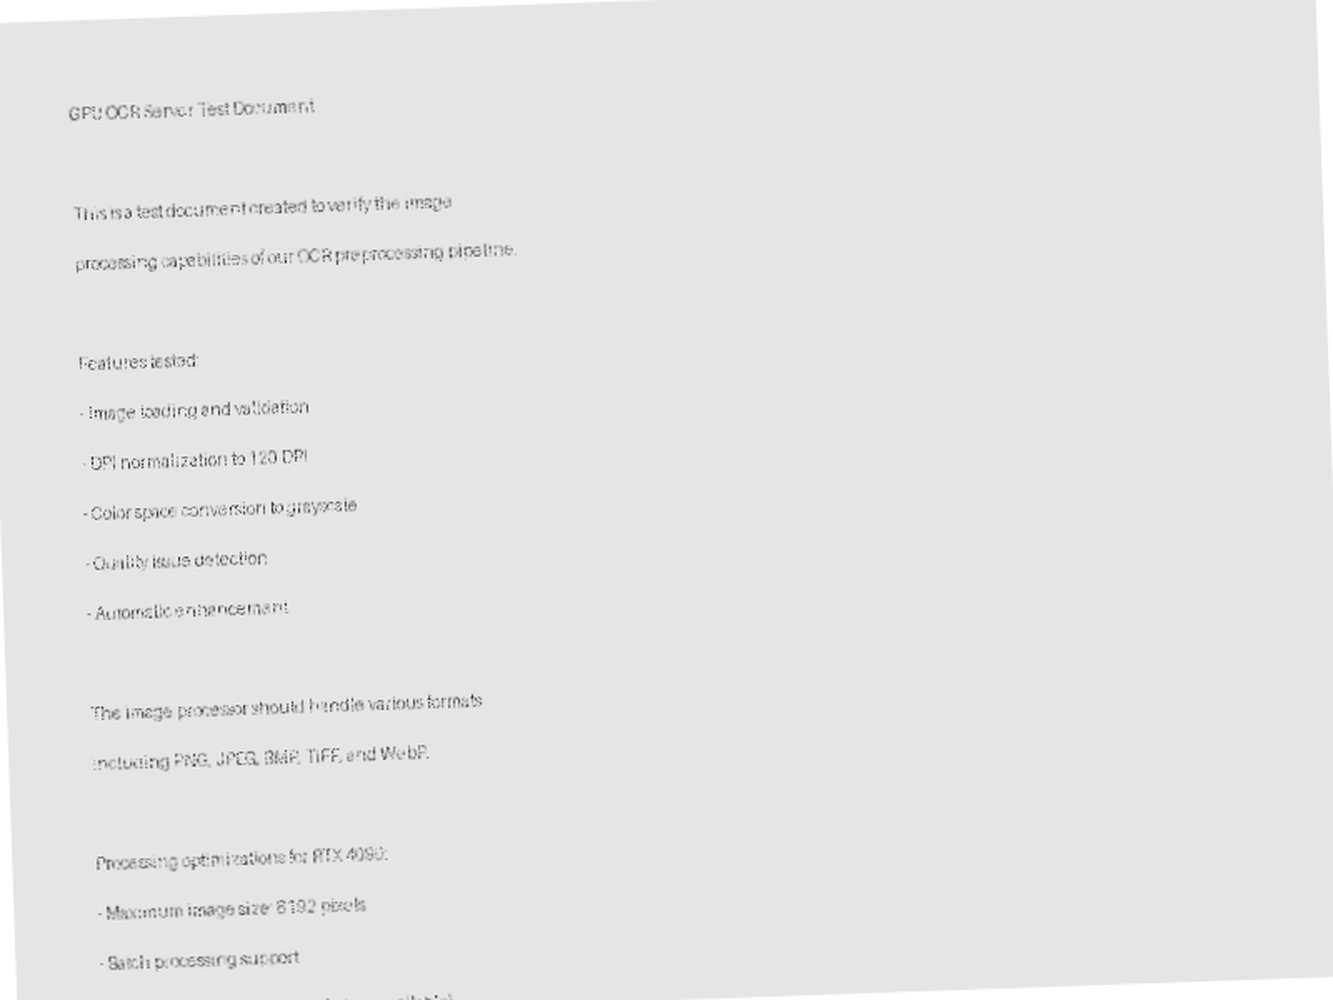 GPU OCR Server Test Document
This is a test document created to verify the image
processing capabilities of our OCR preprocessing pipeline.
Features tested:
- Image loading and validation
- DPI normalization to 120 DPI
- Color space conversion to grayscale
- Quality issue detection
- Automatic enhancement
The image processor should handle various formats
including PNG, JPEG, BMP, TIFF, and WebP.
Processing optimizations for RTX 4090:
- Maximum image size: 8192 pixels
- Batch processing support